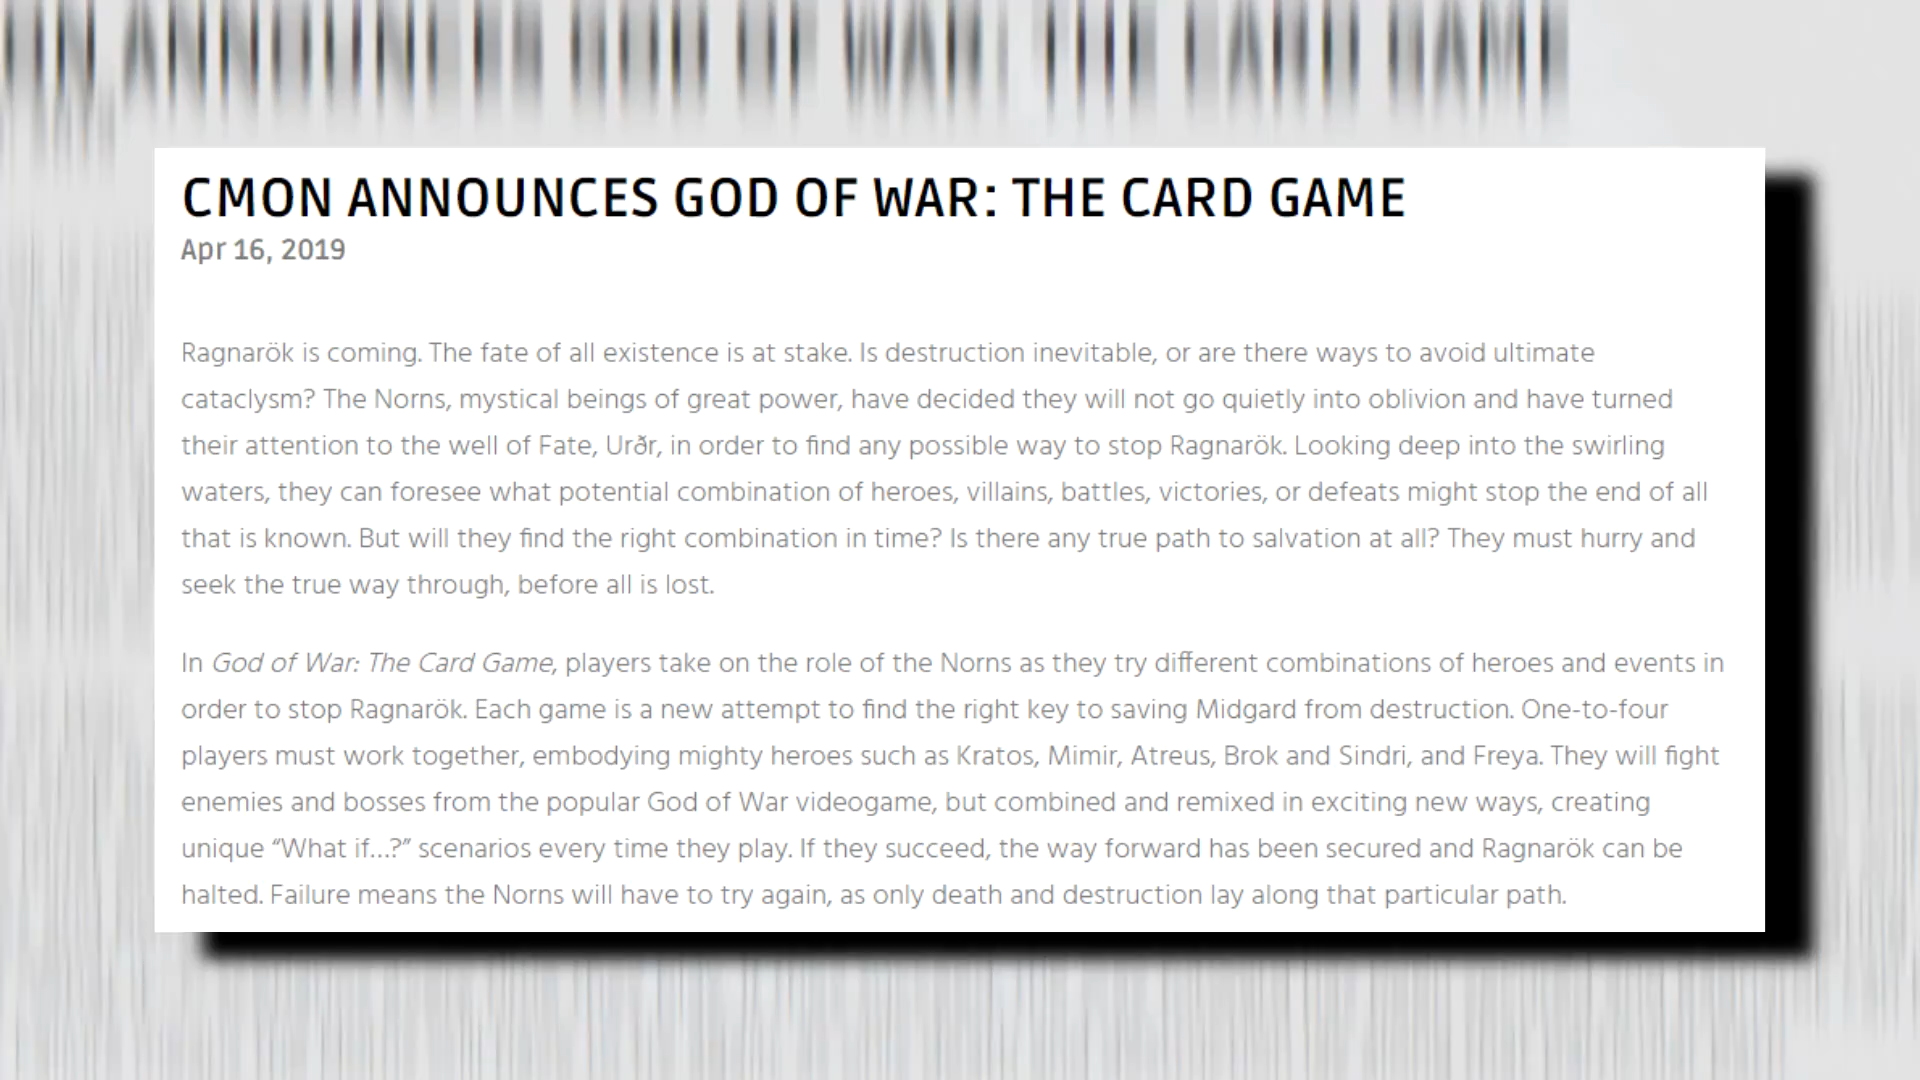 CMON ANNOUNCES GOD OF WAR: THE CARD GAME
Apr 16, 2019
Ragnarök is coming. The fate of all existence is at stake. Is destruction inevitable, or are there ways to avoid ultimate
cataclysm? The Norns, mystical beings of great power, have decided they will not go quietly into oblivion and have turned
their attention to the well of Fate, Urðr, in order to find any possible way to stop Ragnarök. Looking deep into the swirling
waters, they can foresee what potential combination of heroes, villains, battles, victories, or defeats might stop the end of all
that is known. But will they find the right combination in time? Is there any true path to salvation at all? They must hurry and
seek the true way through, before all is lost.
In God of War: The Card Game, players take on the role of the Norns as they try different combinations of heroes and events in
order to stop Ragnarök. Each game is a new attempt to find the right key to saving Midgard from destruction. One-to-four
players must work together, embodying mighty heroes such as Kratos, Mimir, Atreus, Brok and Sindri, and Freya. They will fight
enemies and bosses from the popular God of War videogame, but combined and remixed in exciting new ways, creating
unique “What if…?” scenarios every time they play. If they succeed, the way forward has been secured and Ragnarök can be
halted. Failure means the Norns will have to try again, as only death and destruction lay along that particular path.